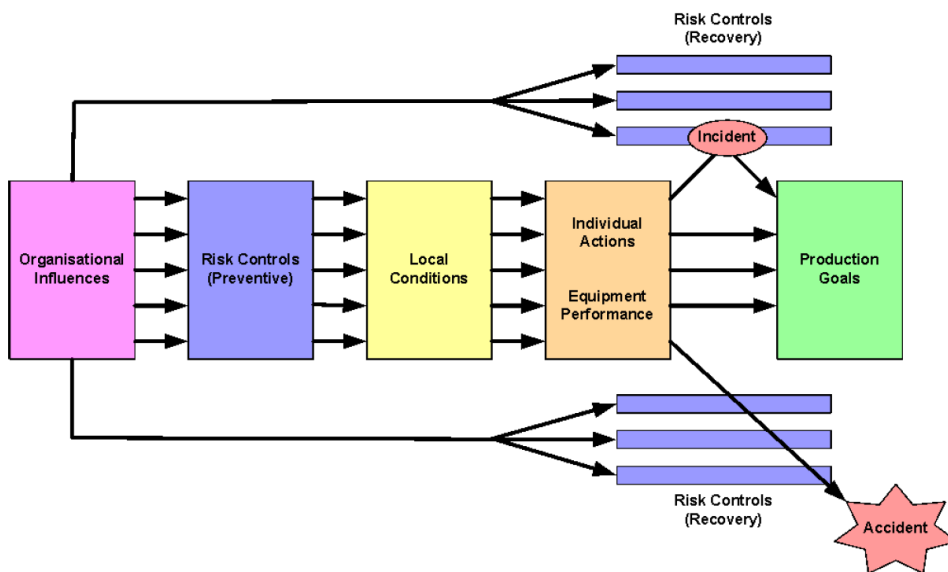 Risk Controls
(Recovery)
Incident
Organisational
Influences
Risk Controls
(Preventive)
Local
Conditions
Individual
Actions
Equipment
Performance
Production
Goals
Risk Controls
(Recovery)
Accident